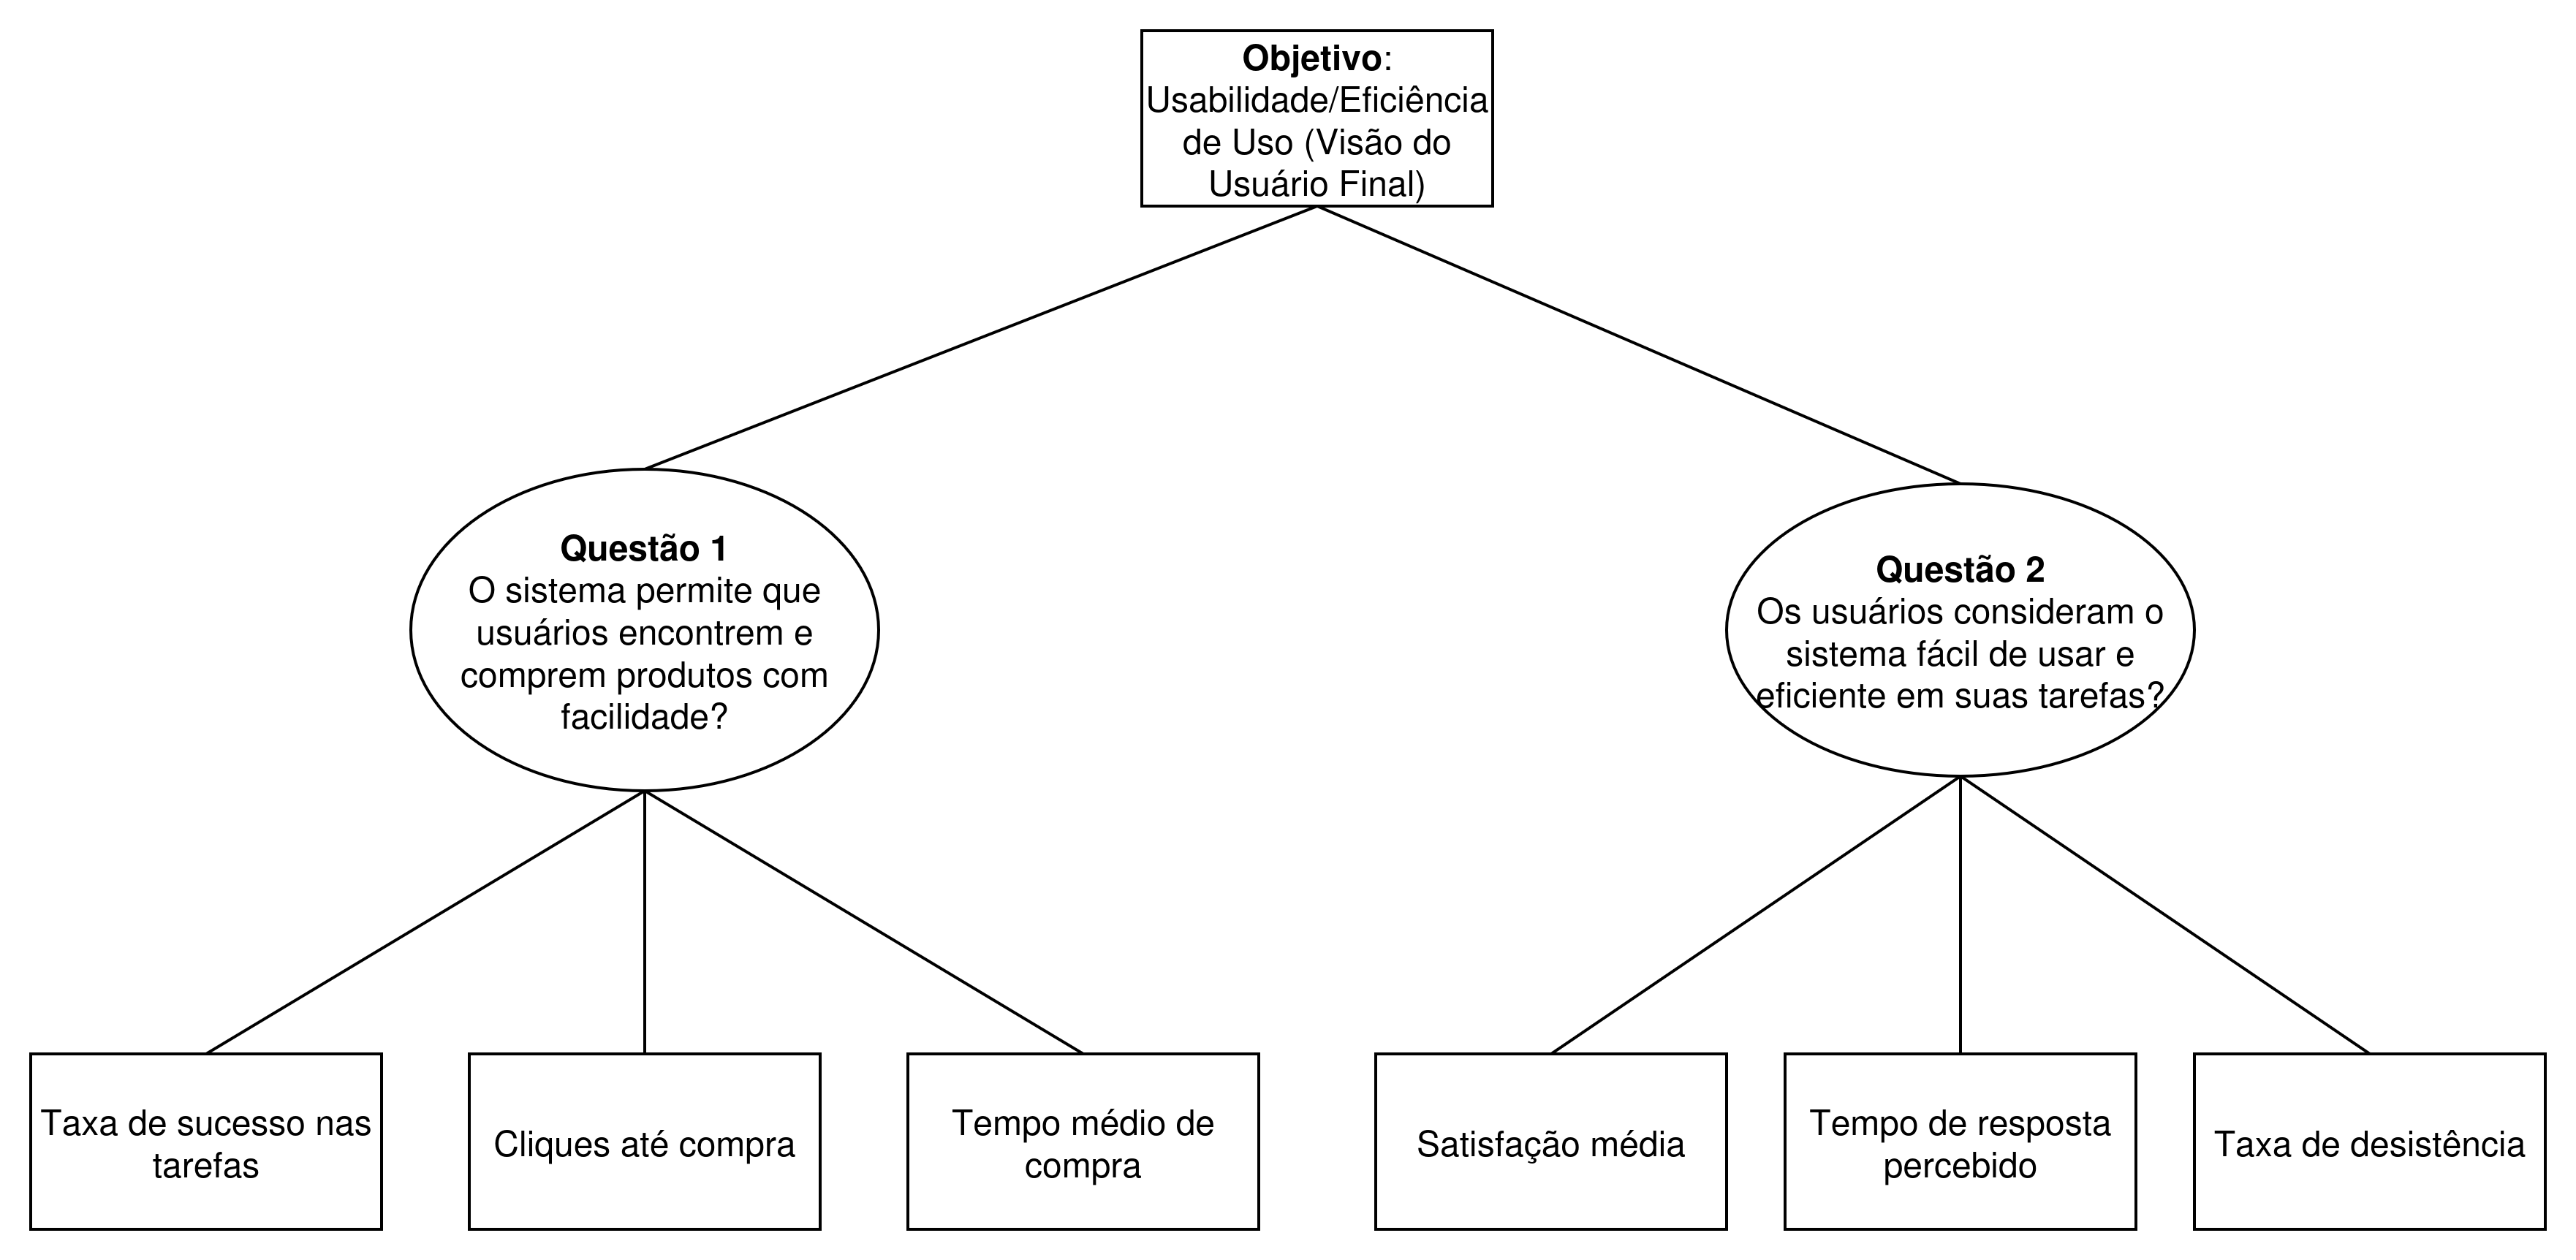 Objetivo:
Usabilidade/Eficiência
de Uso (Visão do
Usuário Final)
Questão 1
O sistema permite que
usuários encontrem e
comprem produtos com
facilidade?
Questão 2
Os usuários consideram o
sistema fácil de usar e
eficiente em suas tarefas?
Taxa de sucesso nas
tarefas
Cliques até compra
Tempo médio de
compra
Satisfação média
Tempo de resposta
percebido
Taxa de desistência